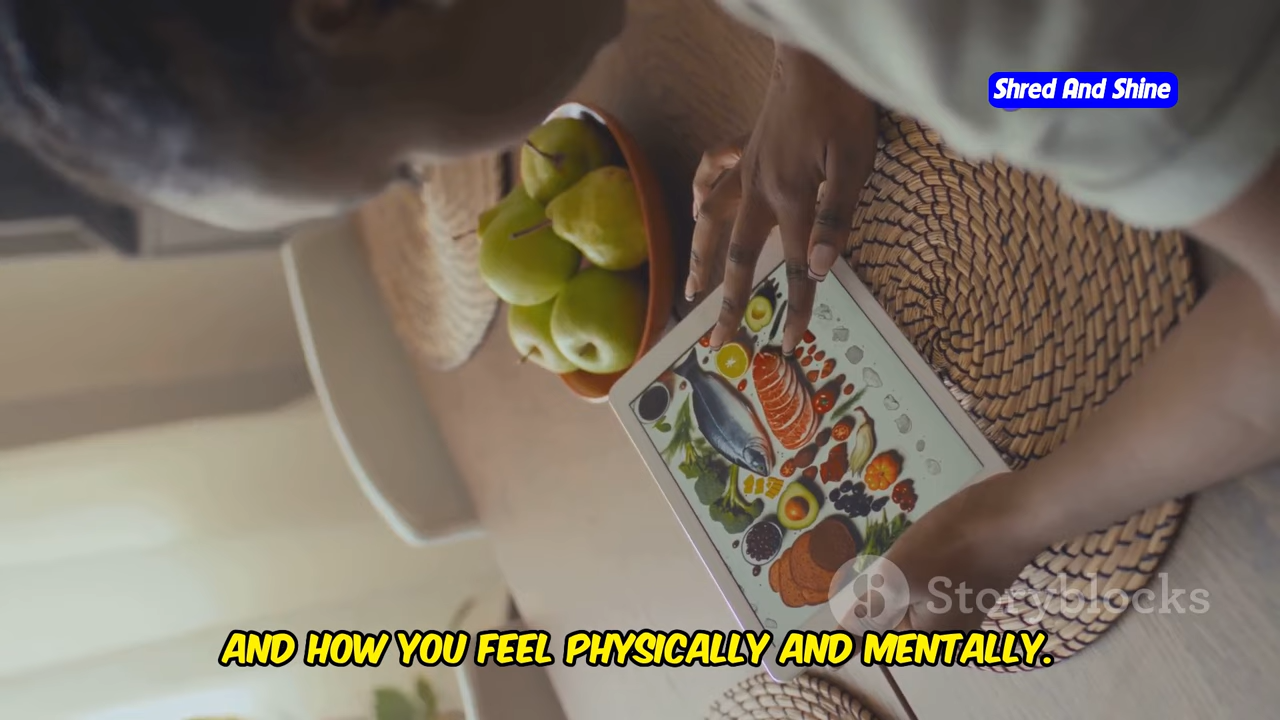 Shred And Shine
Storyblocks
AND HOW YOU FEEL PHYSICALLY AND MENTALLY.